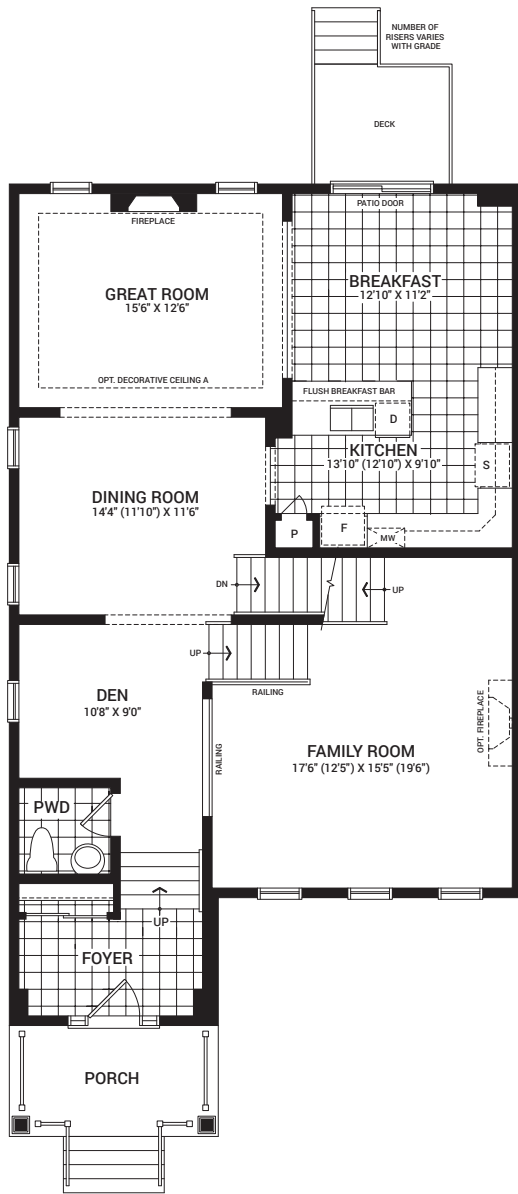 NUMBER OF
RISERS VARIES
WITH GRADE
DECK
PATIO DOOR
FIREPLACE
GREAT ROOM
15'6" X 12'6"
OPT. DECORATIVE CEILING A
BREAKFAST
12'10" X 11'2"
FLUSH BREAKFAST BAR
D
KITCHEN
13'10" (12'10") X 9'10"
S
P
F
MW
DINING ROOM
14'4" (11'10") X 11'6"
DN
UP
UP
RAILING
DEN
10'8" X 9'0"
RAILING
OPT. FIREPLACE
FAMILY ROOM
17'6" (12'5") X 15'5" (19'6")
PWD
UP
FOYER
PORCH